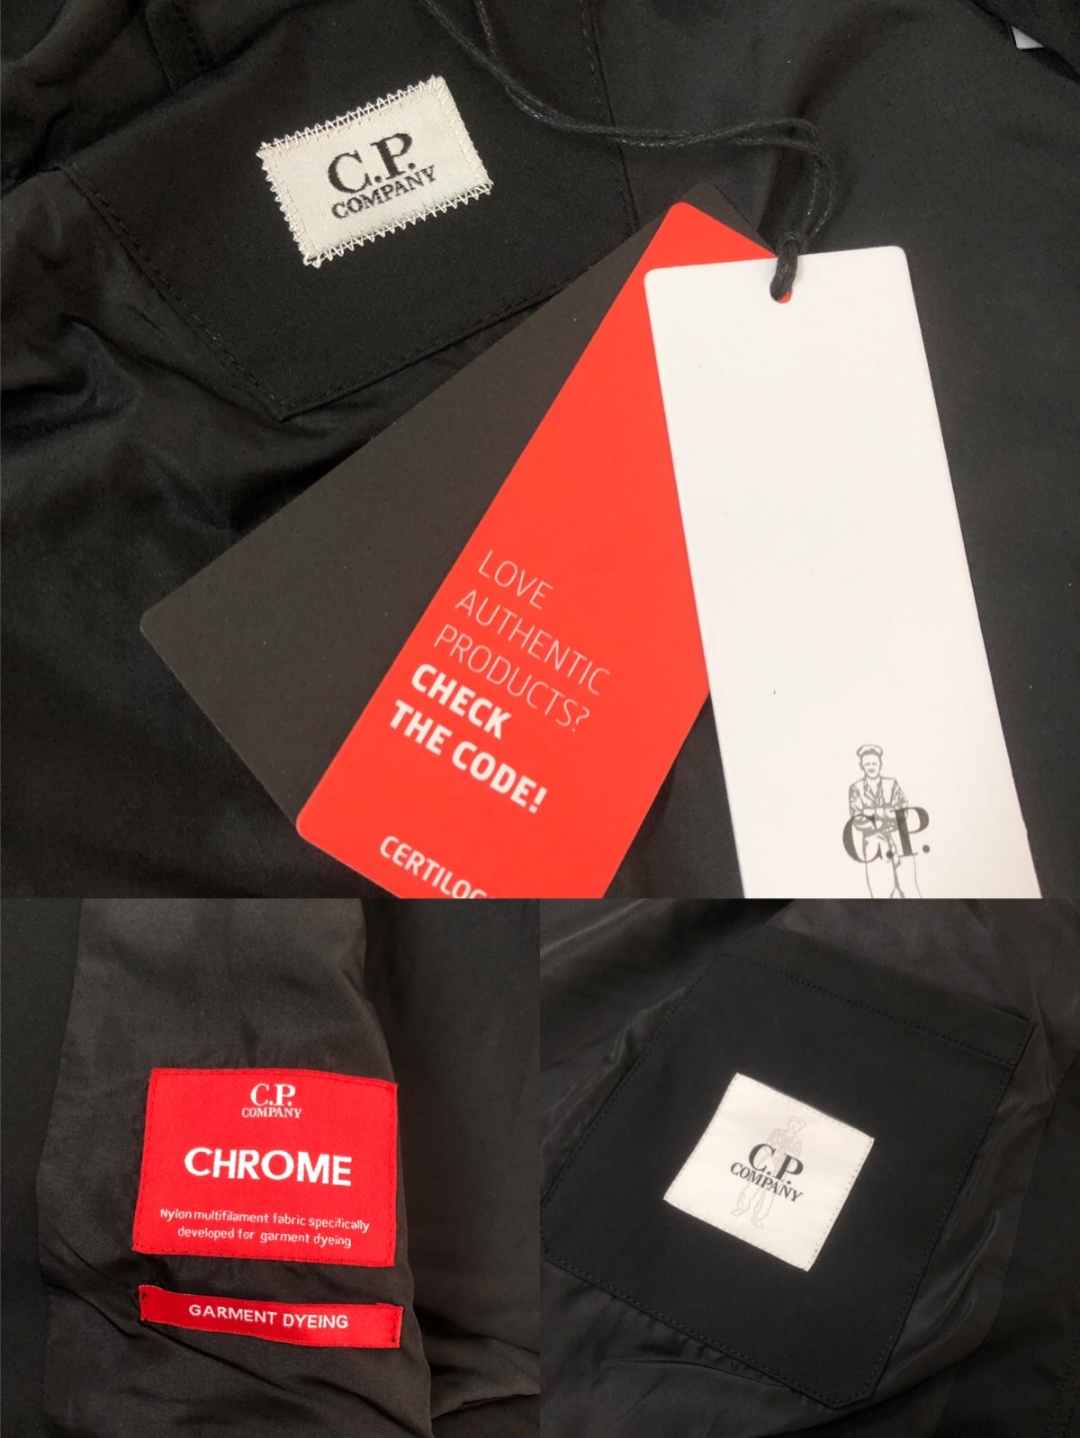 C.P.
COMPANY
LOVE
AUTHENTIC
PRODUCTS?
CHECK
THE CODE!
CERTILOG
C.P.
C.P.
COMPANY
CHROME
Nylon multifilament fabric specifically
developed for garment dyeing
GARMENT DYEING
C.P.
COMPANY